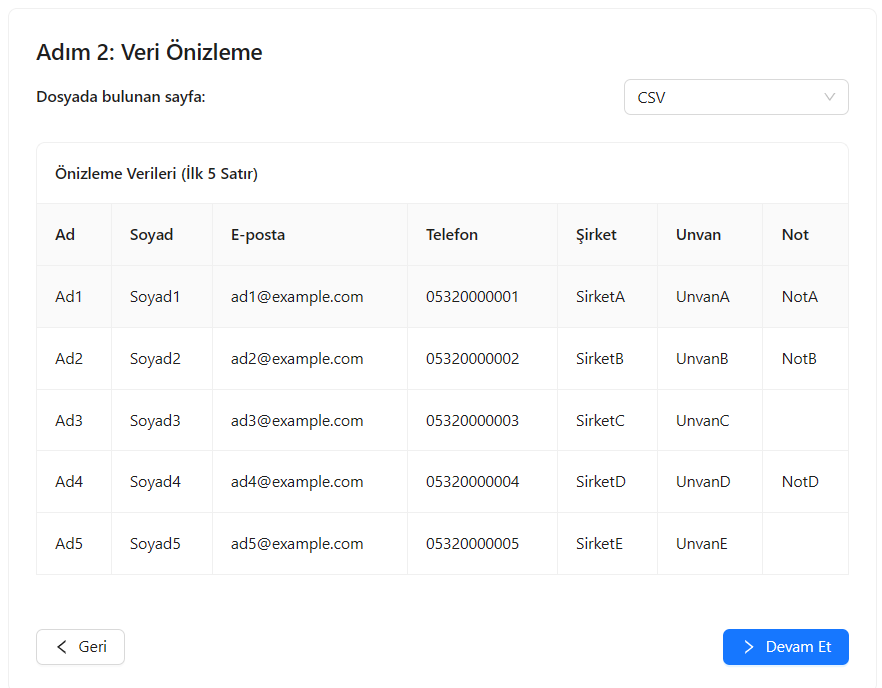 Adım 2: Veri Önizleme
Dosyada bulunan sayfa: CSV
Önizleme Verileri (İlk 5 Satır)
Ad Soyad E-posta Telefon Şirket Unvan Not
Ad1 Soyad1 ad1@example.com 05320000001 SirketA UnvanA NotA
Ad2 Soyad2 ad2@example.com 05320000002 SirketB UnvanB NotB
Ad3 Soyad3 ad3@example.com 05320000003 SirketC UnvanC
Ad4 Soyad4 ad4@example.com 05320000004 SirketD UnvanD NotD
Ad5 Soyad5 ad5@example.com 05320000005 SirketE UnvanE
Geri Devam Et